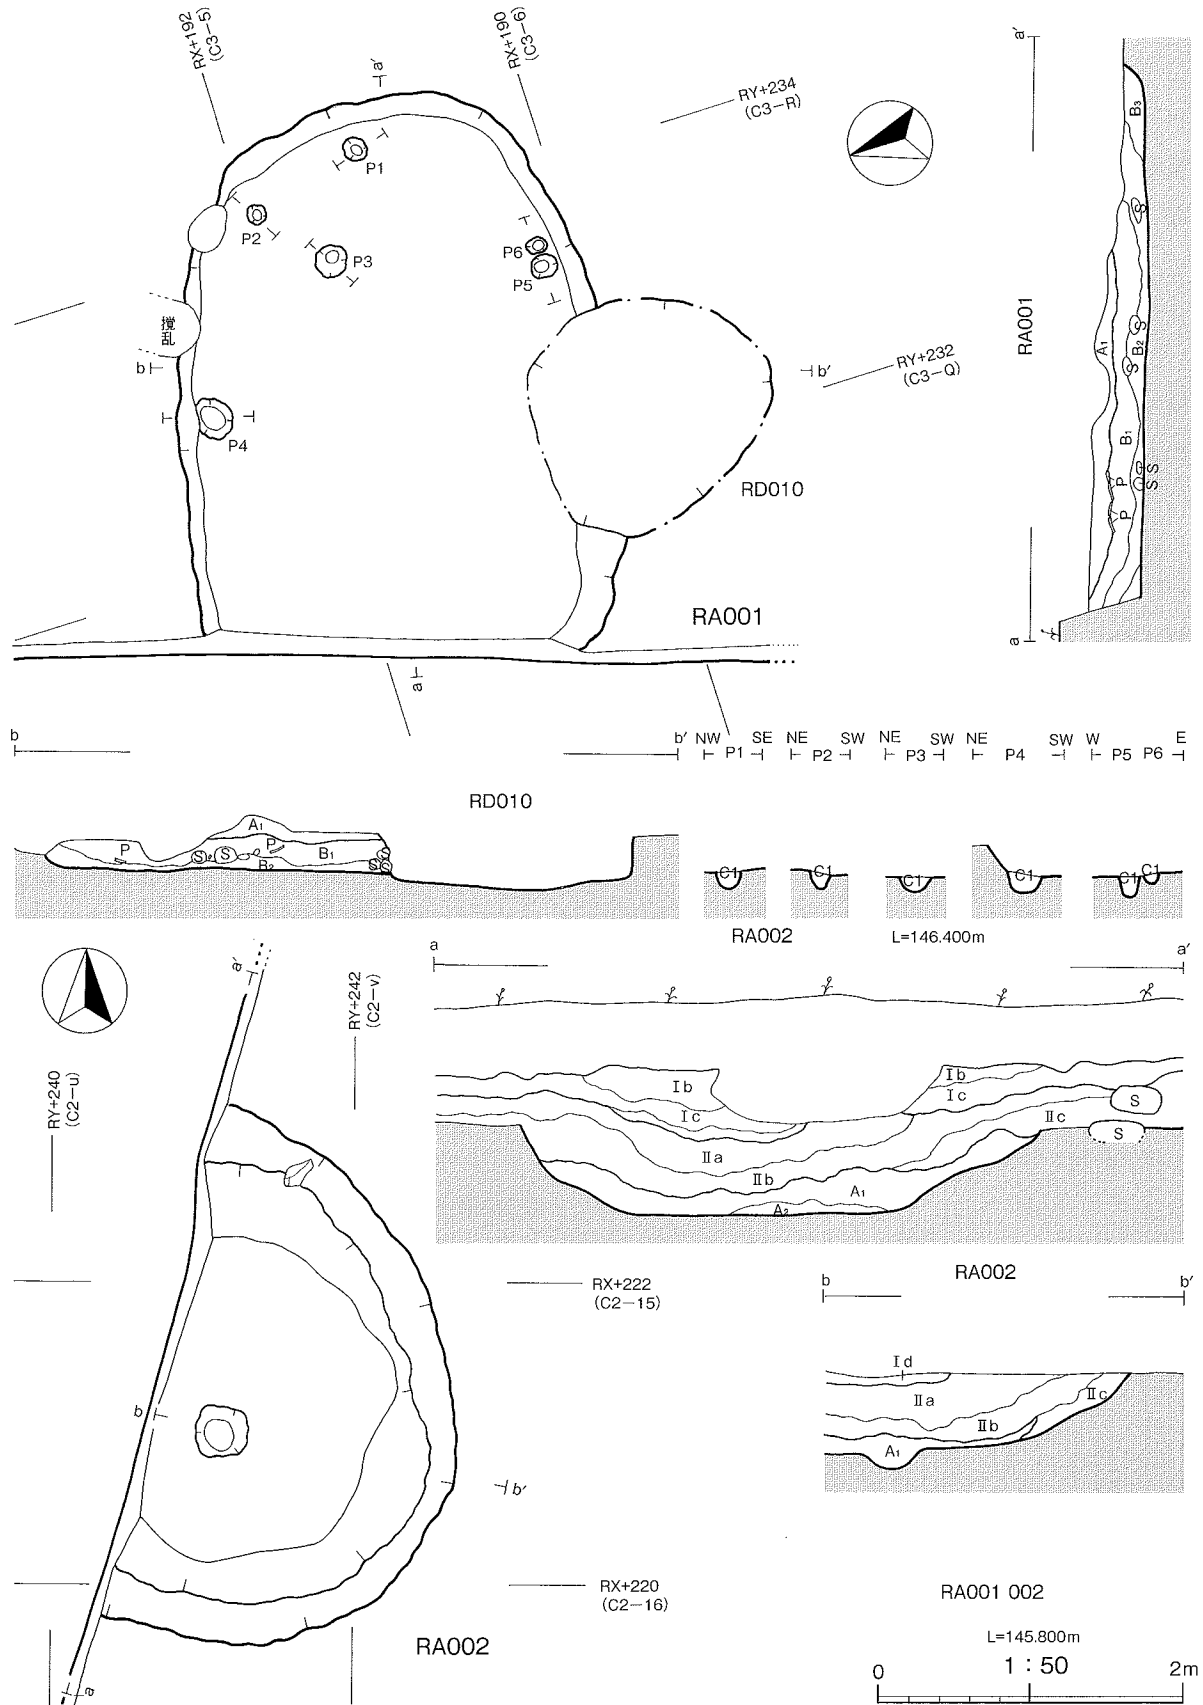 RX+192
(C3-5)
RX+190
(C3-6)
a'
RY+234
(C3-R)
P1
P2
P3
P6
P5
撹乱
b
b'
RY+232
(C3-Q)
P4
RD010
RA001
a
a'
B3
S
A1
S
B2
S
B1
S
S
P
P
RA001
a
b
b'
NW SE NE SW NE SW NE SW W E
P1 P2 P3 P4 P5 P6
RD010
A1
P
S
S
P
B1
B2
S
S
S
C1
C1
C1
C1
C1
C1
RA002
L=146.400m
a
a'
Ib
Ib
Ic
Ic
IIc
S
S
IIa
IIb
A1
A2
RA002
b
b'
Id
IIa
IIb
IIc
A1
a'
RY+242
(C2-v)
RY+240
(C2-u)
RX+222
(C2-15)
b
b'
RX+220
(C2-16)
RA002
a
RA001 002
L=145.800m
1:50
0
2m